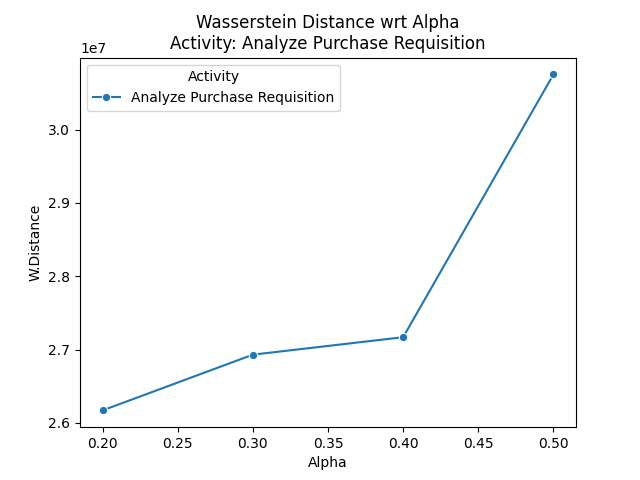 Wasserstein Distance wrt Alpha
Activity: Analyze Purchase Requisition
1e7
Activity
Analyze Purchase Requisition
3.0
2.9
2.8
2.7
2.6
W.Distance
0.20 0.25 0.30 0.35 0.40 0.45 0.50
Alpha